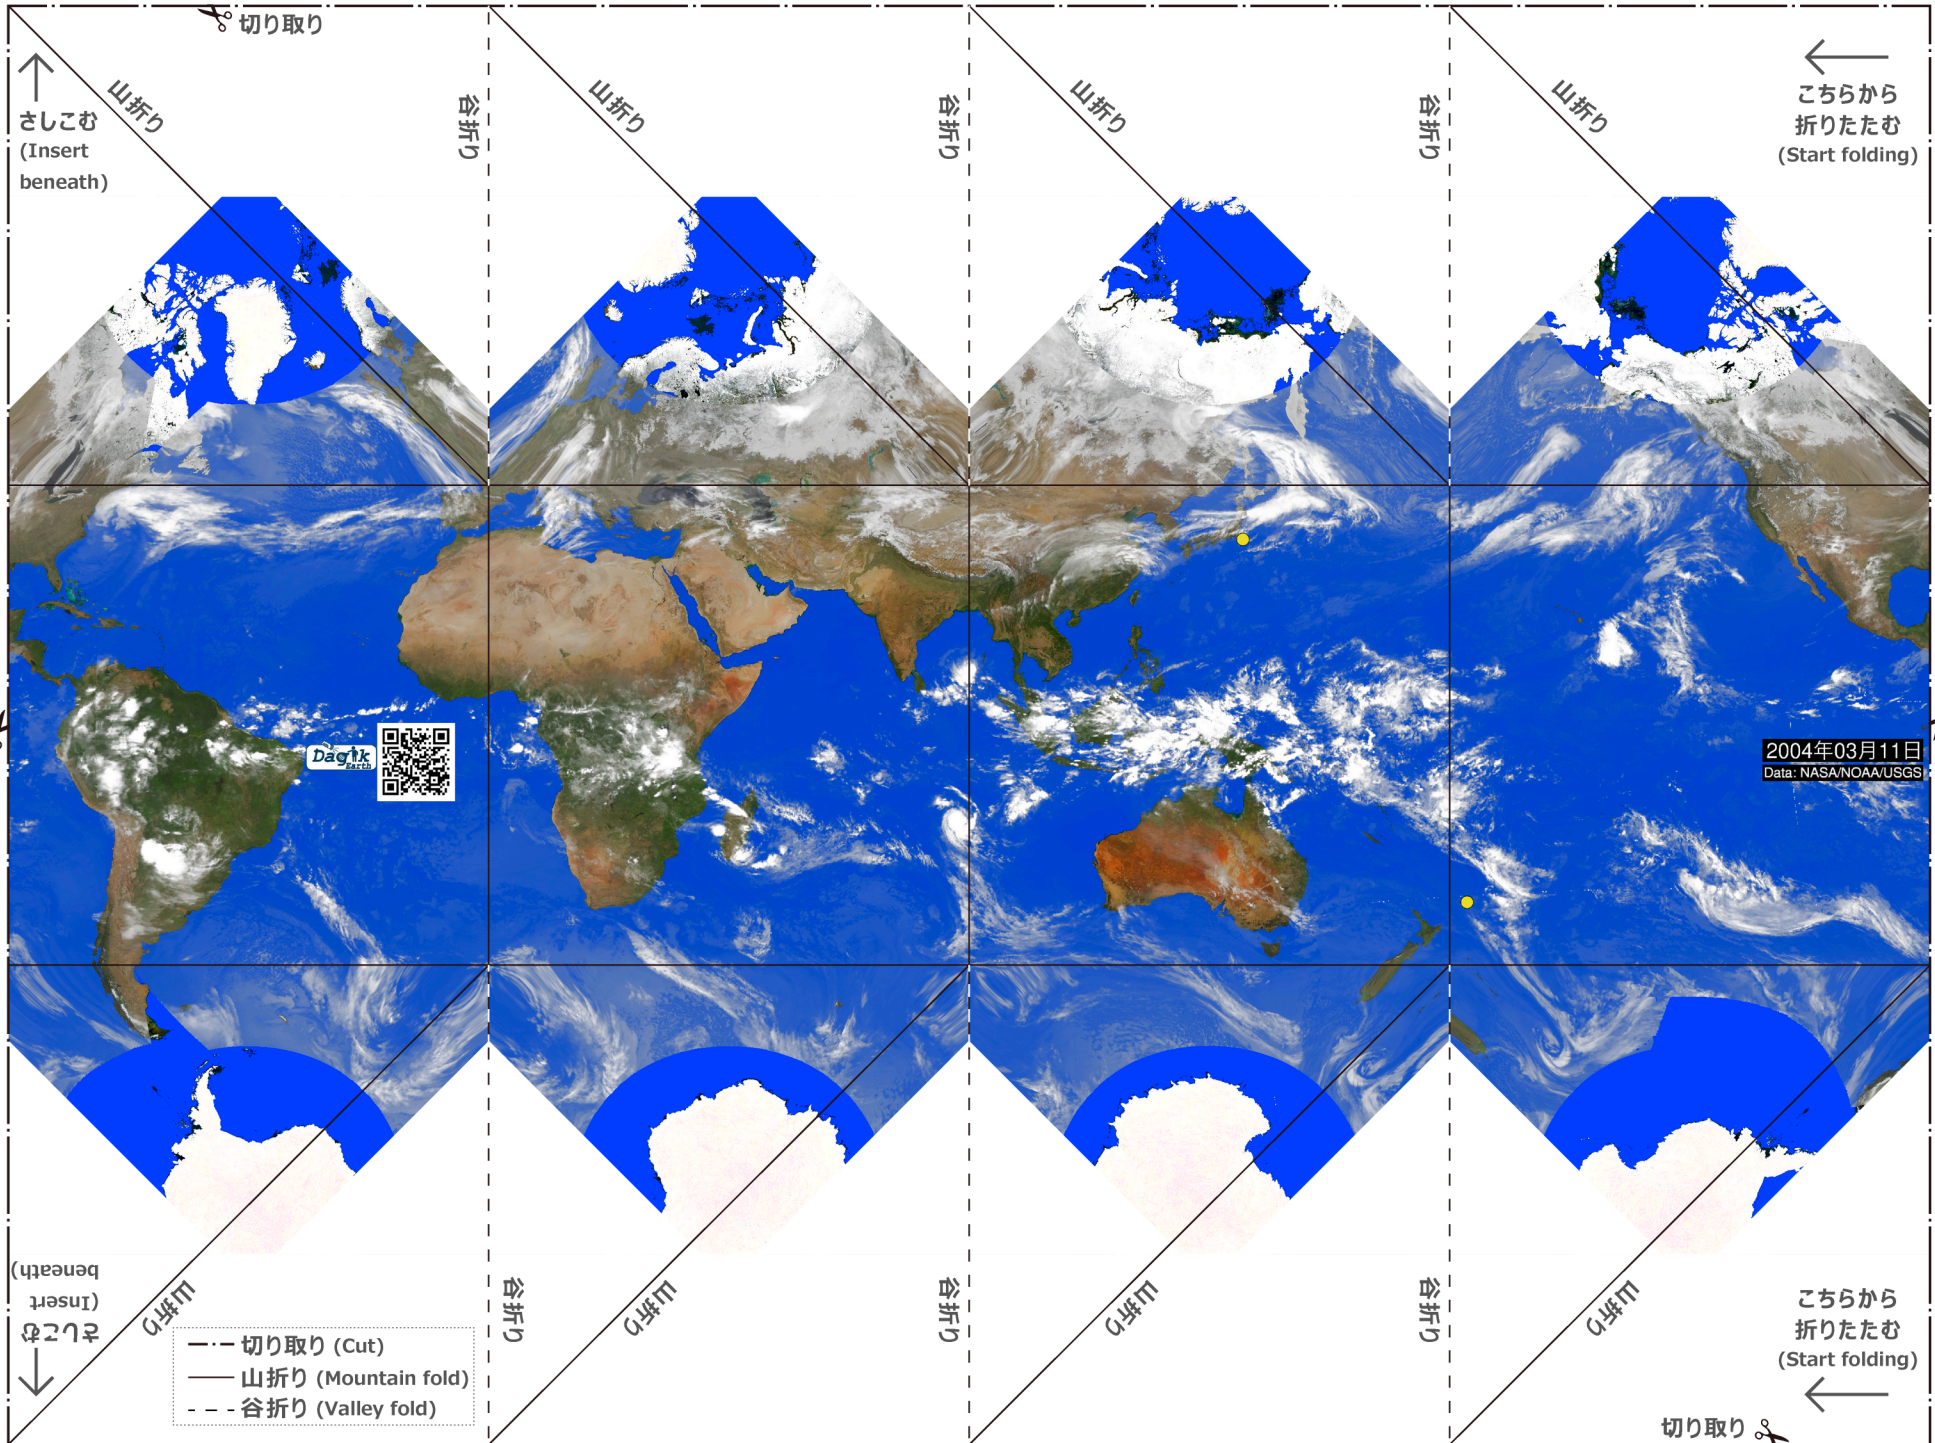 切り取り
山折り
谷折り
山折り
谷折り
山折り
谷折り
山折り
さしこむ
(Insert
beneath)
こちらから
折りたたむ
(Start folding)
Dagik
Earth
2004年03月11日
Data: NASA/NOAA/USGS
さしこむ
(Insert
beneath)
山折り
谷折り
山折り
谷折り
山折り
谷折り
山折り
こちらから
折りたたむ
(Start folding)
切り取り (Cut)
山折り (Mountain fold)
谷折り (Valley fold)
切り取り